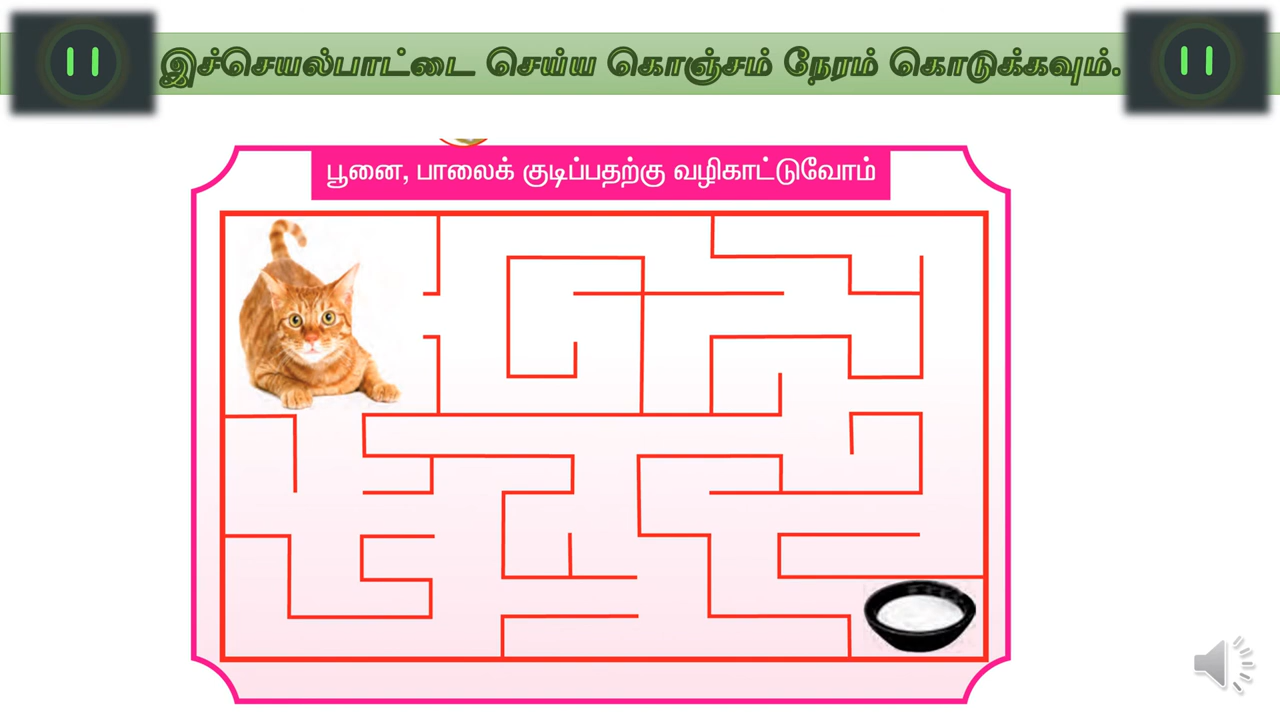 இச்செயல்பாட்டை செய்ய கொஞ்சம் நேரம் கொடுக்கவும்.
பூனை, பாலைக் குடிப்பதற்கு வழிகாட்டுவோம்